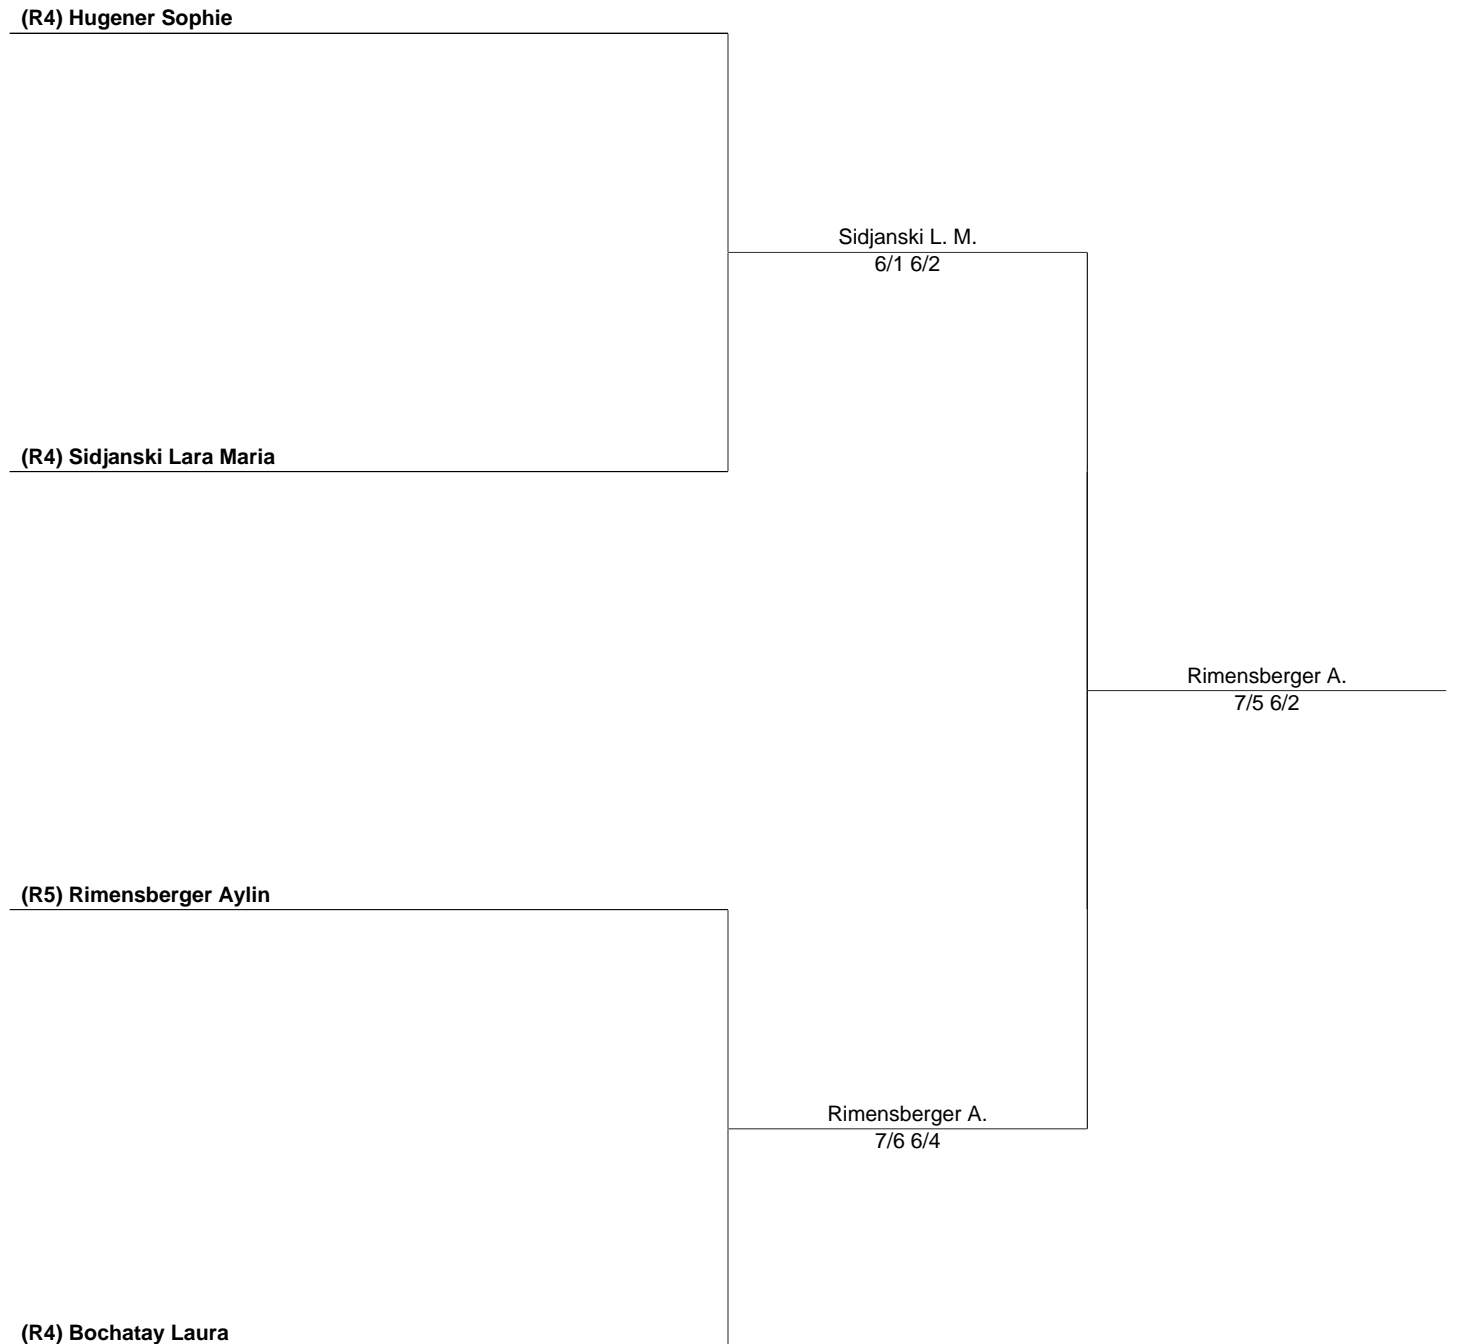 (R4) Hugener Sophie
Sidjanski L. M.
6/1 6/2
(R4) Sidjanski Lara Maria
Rimensberger A.
7/5 6/2
(R5) Rimensberger Aylin
Rimensberger A.
7/6 6/4
(R4) Bochatay Laura